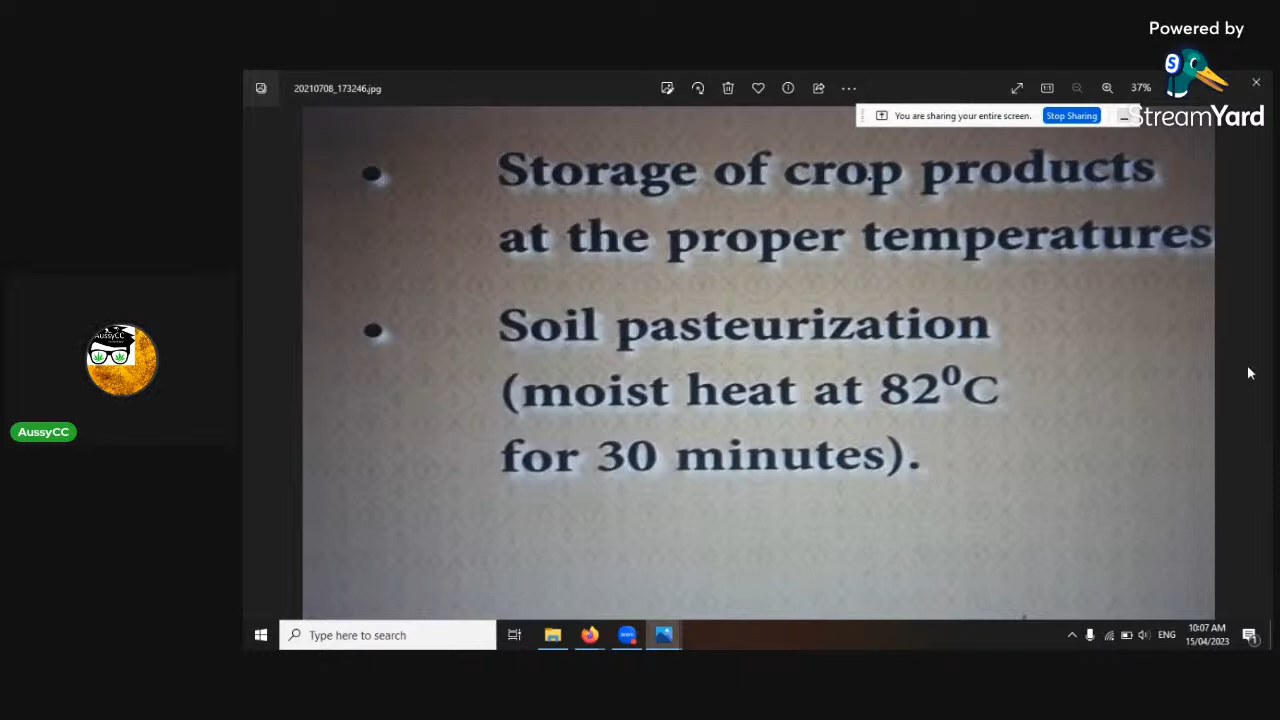 Powered by
StreamYard
20210708_173246.jpg
37%
You are sharing your entire screen.
Stop Sharing
• Storage of crop products
at the proper temperatures
• Soil pasteurization
(moist heat at 82⁰C
for 30 minutes).
AussyCC
AussyCC
Type here to search
zoom
ENG
10:07 AM
15/04/2023